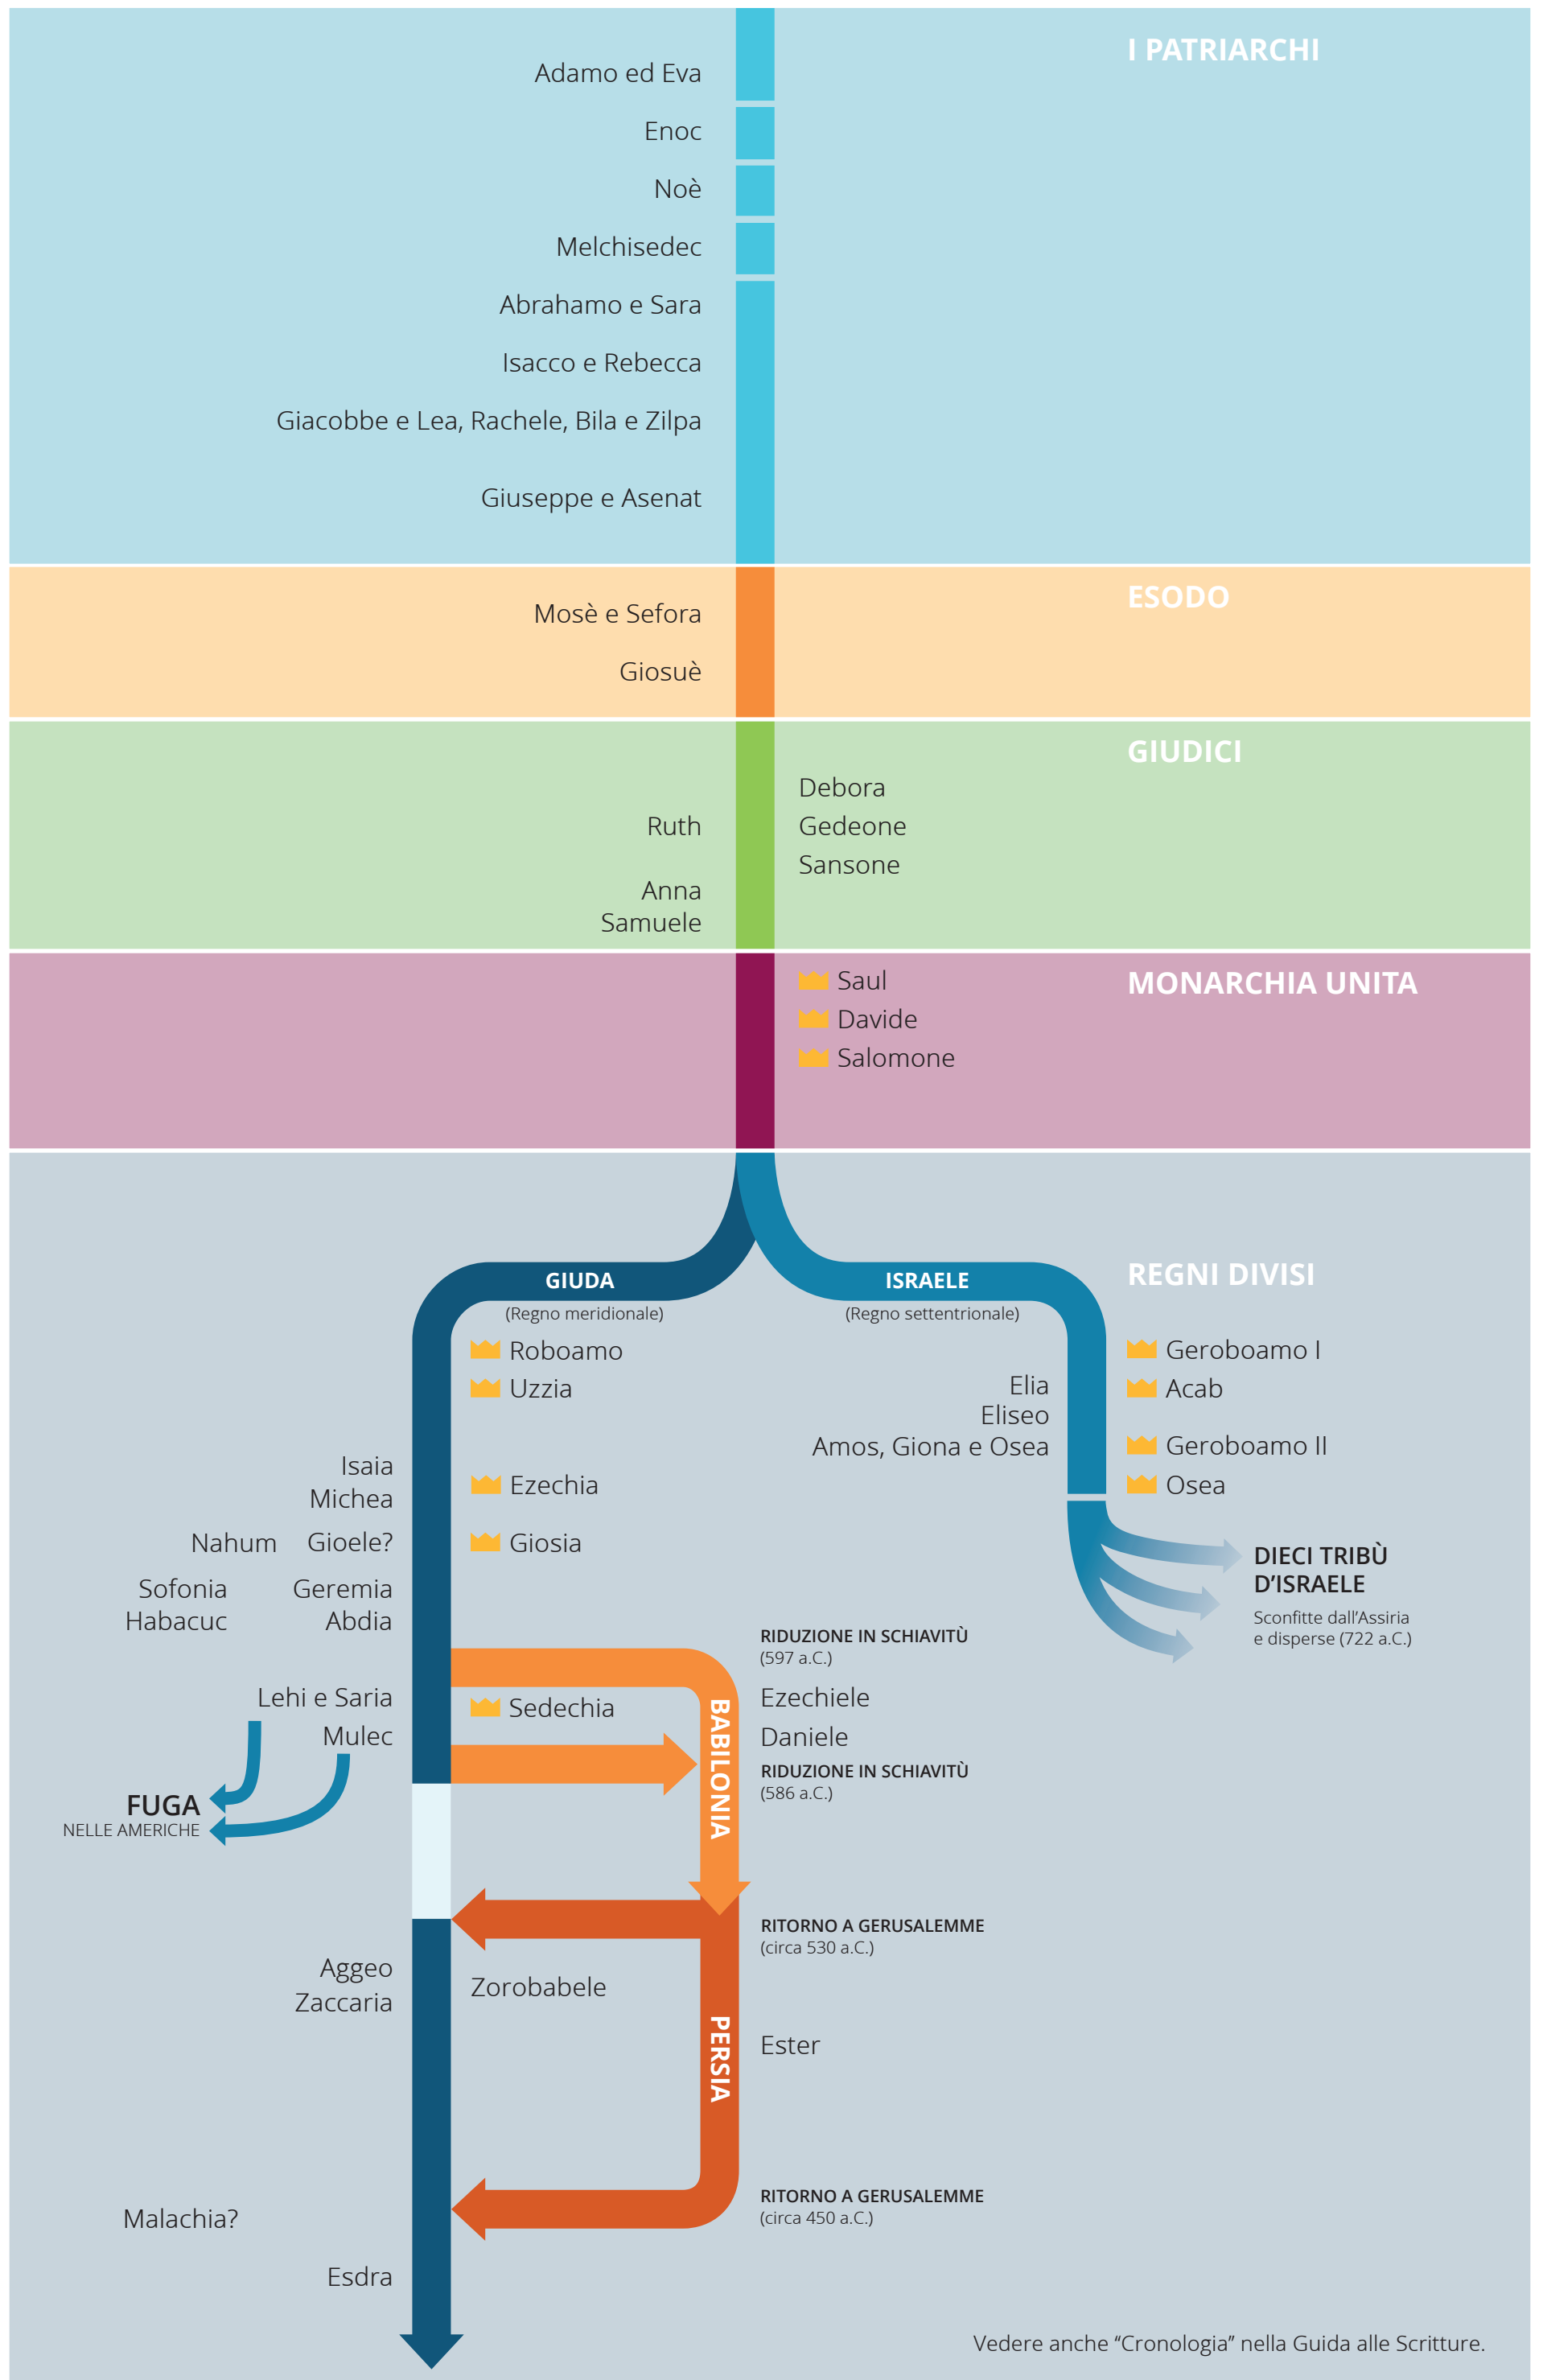 I PATRIARCHI
Adamo ed Eva
Enoc
Noè
Melchisedec
Abrahamo e Sara
Isacco e Rebecca
Giacobbe e Lea, Rachele, Bila e Zilpa
Giuseppe e Asenat
ESODO
Mosè e Sefora
Giosuè
GIUDICI
Debora
Ruth
Gedeone
Sansone
Anna
Samuele
MONARCHIA UNITA
Saul
Davide
Salomone
REGNI DIVISI
GIUDA
(Regno meridionale)
Roboamo
Uzzia
Isaia
Michea
Ezechia
Nahum
Gioele?
Giosia
Sofonia
Habacuc
Geremia
Abdia
ISRAELE
(Regno settentrionale)
Elia
Eliseo
Amos, Giona e Osea
Geroboamo I
Acab
Geroboamo II
Osea
DIECI TRIBÙ
D’ISRAELE
Sconfitte dall’Assiria
e disperse (722 a.C.)
RIDUZIONE IN SCHIAVITÙ
(597 a.C.)
Lehi e Saria
Mulec
Sedechia
BABILONIA
Ezechiele
Daniele
RIDUZIONE IN SCHIAVITÙ
(586 a.C.)
FUGA
NELLE AMERICHE
RITORNO A GERUSALEMME
(circa 530 a.C.)
Aggeo
Zaccaria
Zorobabele
PERSIA
Ester
RITORNO A GERUSALEMME
(circa 450 a.C.)
Malachia?
Esdra
Vedere anche “Cronologia” nella Guida alle Scritture.